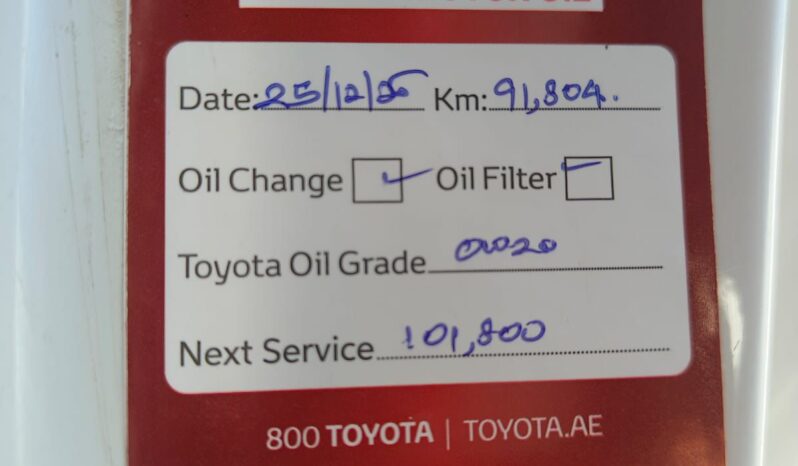 Date: 25/12/20 Km: 91,804.
Oil Change Oil Filter
Toyota Oil Grade 0W20
Next Service 101,800
800 TOYOTA | TOYOTA.AE